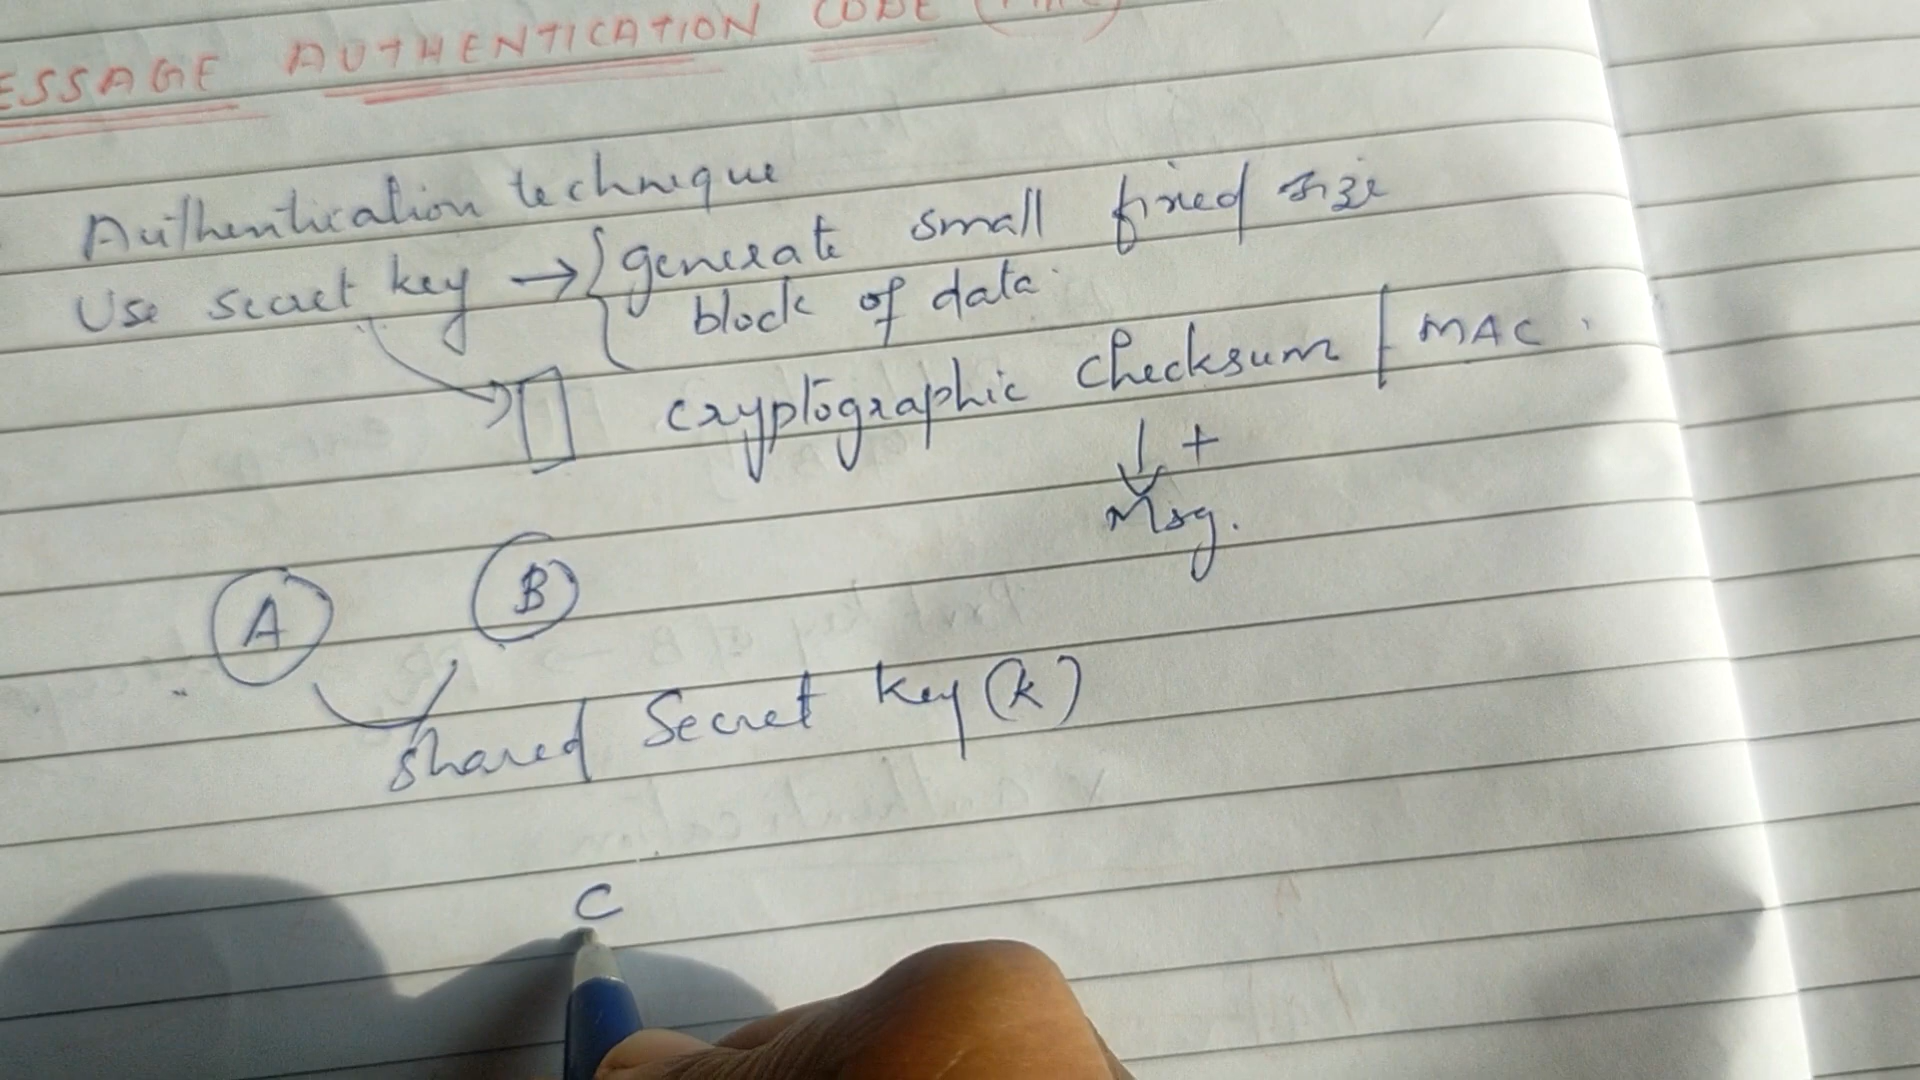 ESSAGE AUTHENTICATION CODE
Authentication technique
Use secret key → generate small fixed size
block of data.
cryptographic checksum / MAC.
↓ +
Msg.
A B
Shared Secret key (k)
C